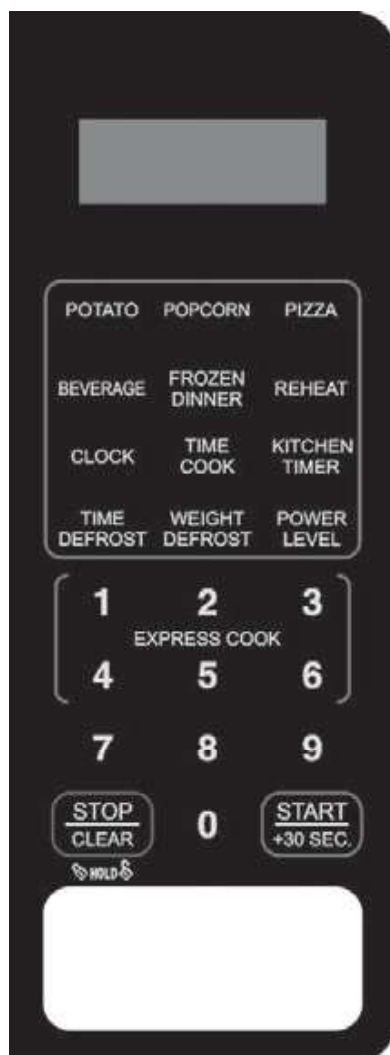 POTATO POPCORN PIZZA
BEVERAGE FROZEN DINNER REHEAT
CLOCK TIME COOK KITCHEN TIMER
TIME DEFROST WEIGHT DEFROST POWER LEVEL
1 2 3
EXPRESS COOK
4 5 6
7 8 9
STOP CLEAR 0 START +30 SEC.
HOLD